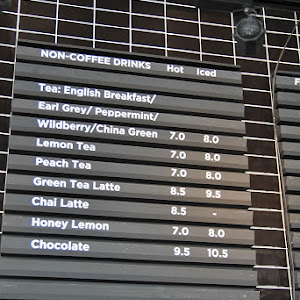 NON-COFFEE DRINKS Hot Iced
Tea: English Breakfast/
Earl Grey/ Peppermint/
Wildberry/China Green 7.0 8.0
Lemon Tea 7.0 8.0
Peach Tea 7.0 8.0
Green Tea Latte 8.5 9.5
Chai Latte 8.5 -
Honey Lemon 7.0 8.0
Chocolate 9.5 10.5